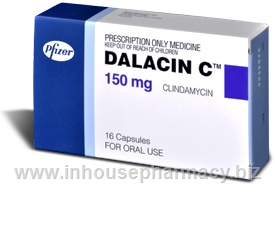 Pfizer
PRESCRIPTION ONLY MEDICINE
KEEP OUT OF REACH OF CHILDREN
DALACIN C™
150 mg
CLINDAMYCIN
16 Capsules
FOR ORAL USE
www.inhousepharmacy.biz